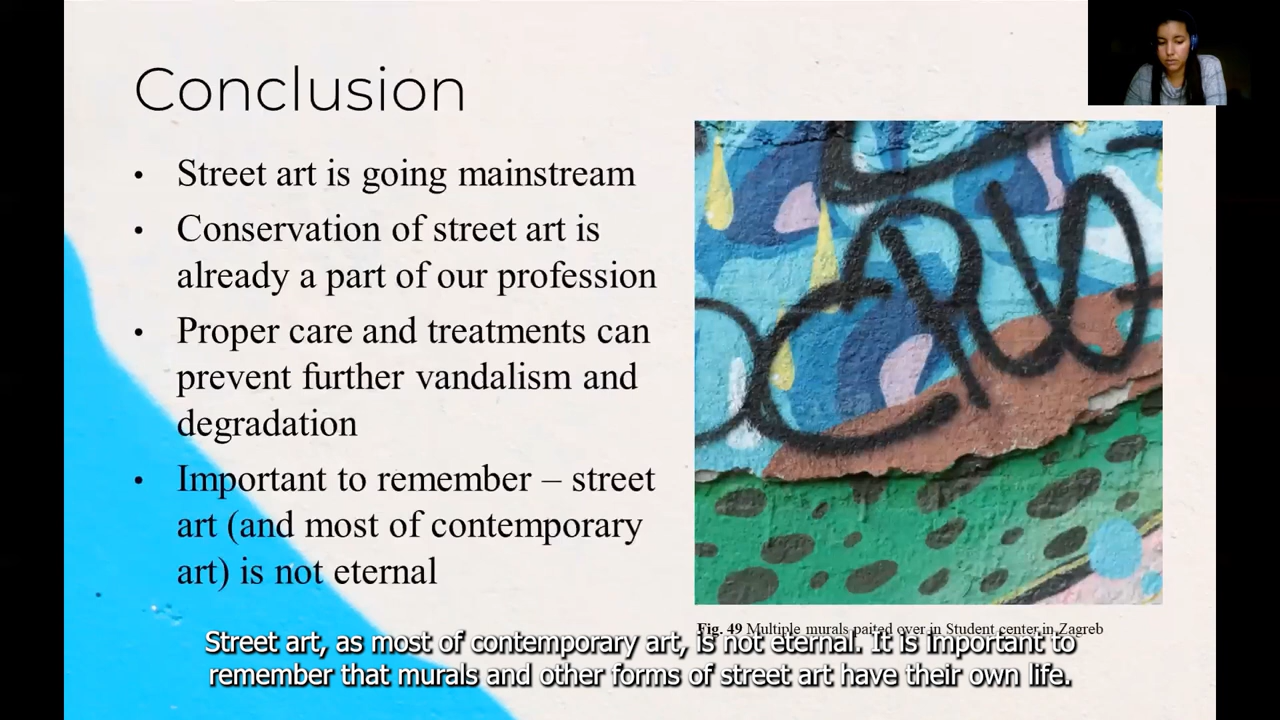 Conclusion
• Street art is going mainstream
• Conservation of street art is
already a part of our profession
• Proper care and treatments can
prevent further vandalism and
degradation
• Important to remember – street
art (and most of contemporary
art) is not eternal
Fig. 49 Multiple murals paited over in Student center in Zagreb
Street art, as most of contemporary art, is not eternal. It is important to
remember that murals and other forms of street art have their own life.